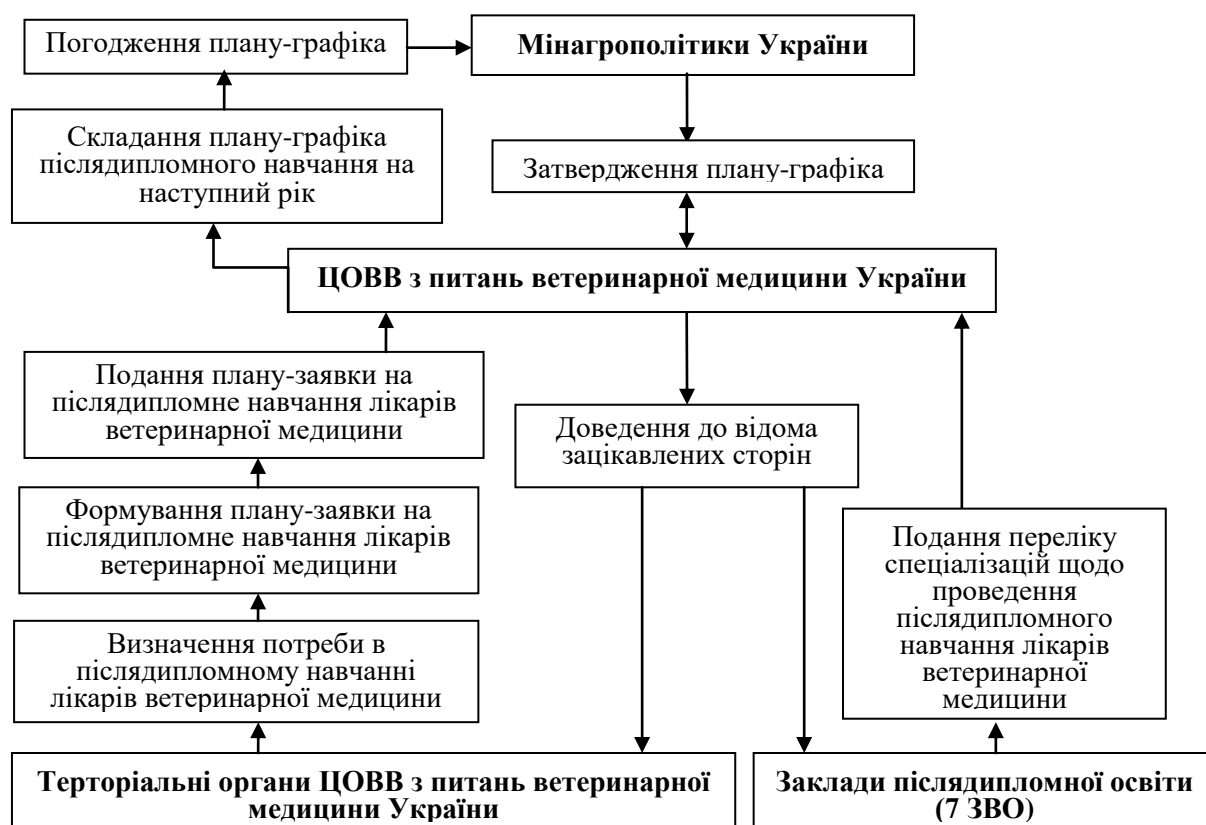 Погодження плану-графіка
Мінагрополітики України
Складання плану-графіка
післядипломного навчання на
наступний рік
Затвердження плану-графіка
ЦОВВ з питань ветеринарної медицини України
Подання плану-заявки на
післядипломне навчання лікарів
ветеринарної медицини
Доведення до відома
зацікавлених сторін
Формування плану-заявки на
післядипломне навчання лікарів
ветеринарної медицини
Подання переліку
спеціалізацій щодо
проведення
післядипломного
навчання лікарів
ветеринарної
медицини
Визначення потреби в
післядипломному навчанні
лікарів ветеринарної медицини
Терторіальні органи ЦОВВ з питань ветеринарної
медицини України
Заклади післядипломної освіти
(7 ЗВО)